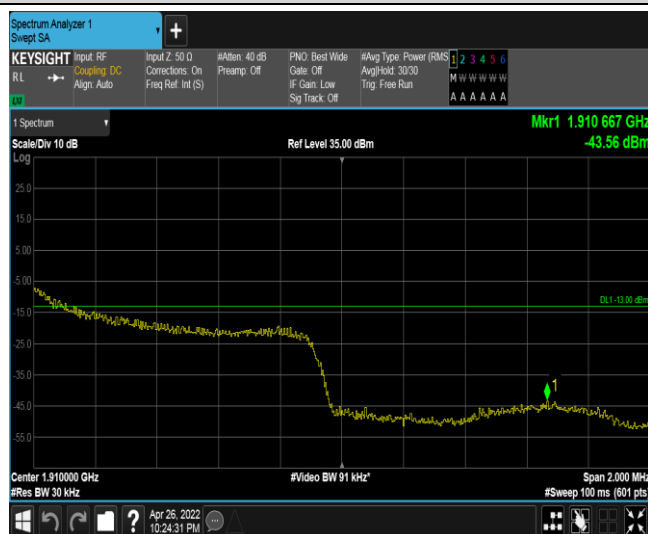 Spectrum Analyzer 1
Swept SA
+
KEYSIGHT Input: RF Input Z: 50 Ω #Atten: 40 dB PNO: Best Wide #Avg Type: Power (RMS 1 2 3 4 5 6
R L Coupling: DC Corrections: On Preamp: Off Gate: Off Avg|Hold: 30/30 M W W W W W
Align: Auto Freq Ref: Int (S) IF Gain: Low Trig: Free Run
Sig Track: Off A A A A A A
LXI
1 Spectrum Mkr1 1.910 667 GHz
Scale/Div 10 dB Ref Level 35.00 dBm -43.56 dBm
Log
25.0
15.0
5.00
-5.00
DL1 -13.00 dBm
-15.0
-25.0
-35.0
1
-45.0
-55.0
Center 1.910000 GHz #Video BW 91 kHz* Span 2.000 MHz
#Res BW 30 kHz #Sweep 100 ms (601 pts)
? Apr 26, 2022
10:24:31 PM